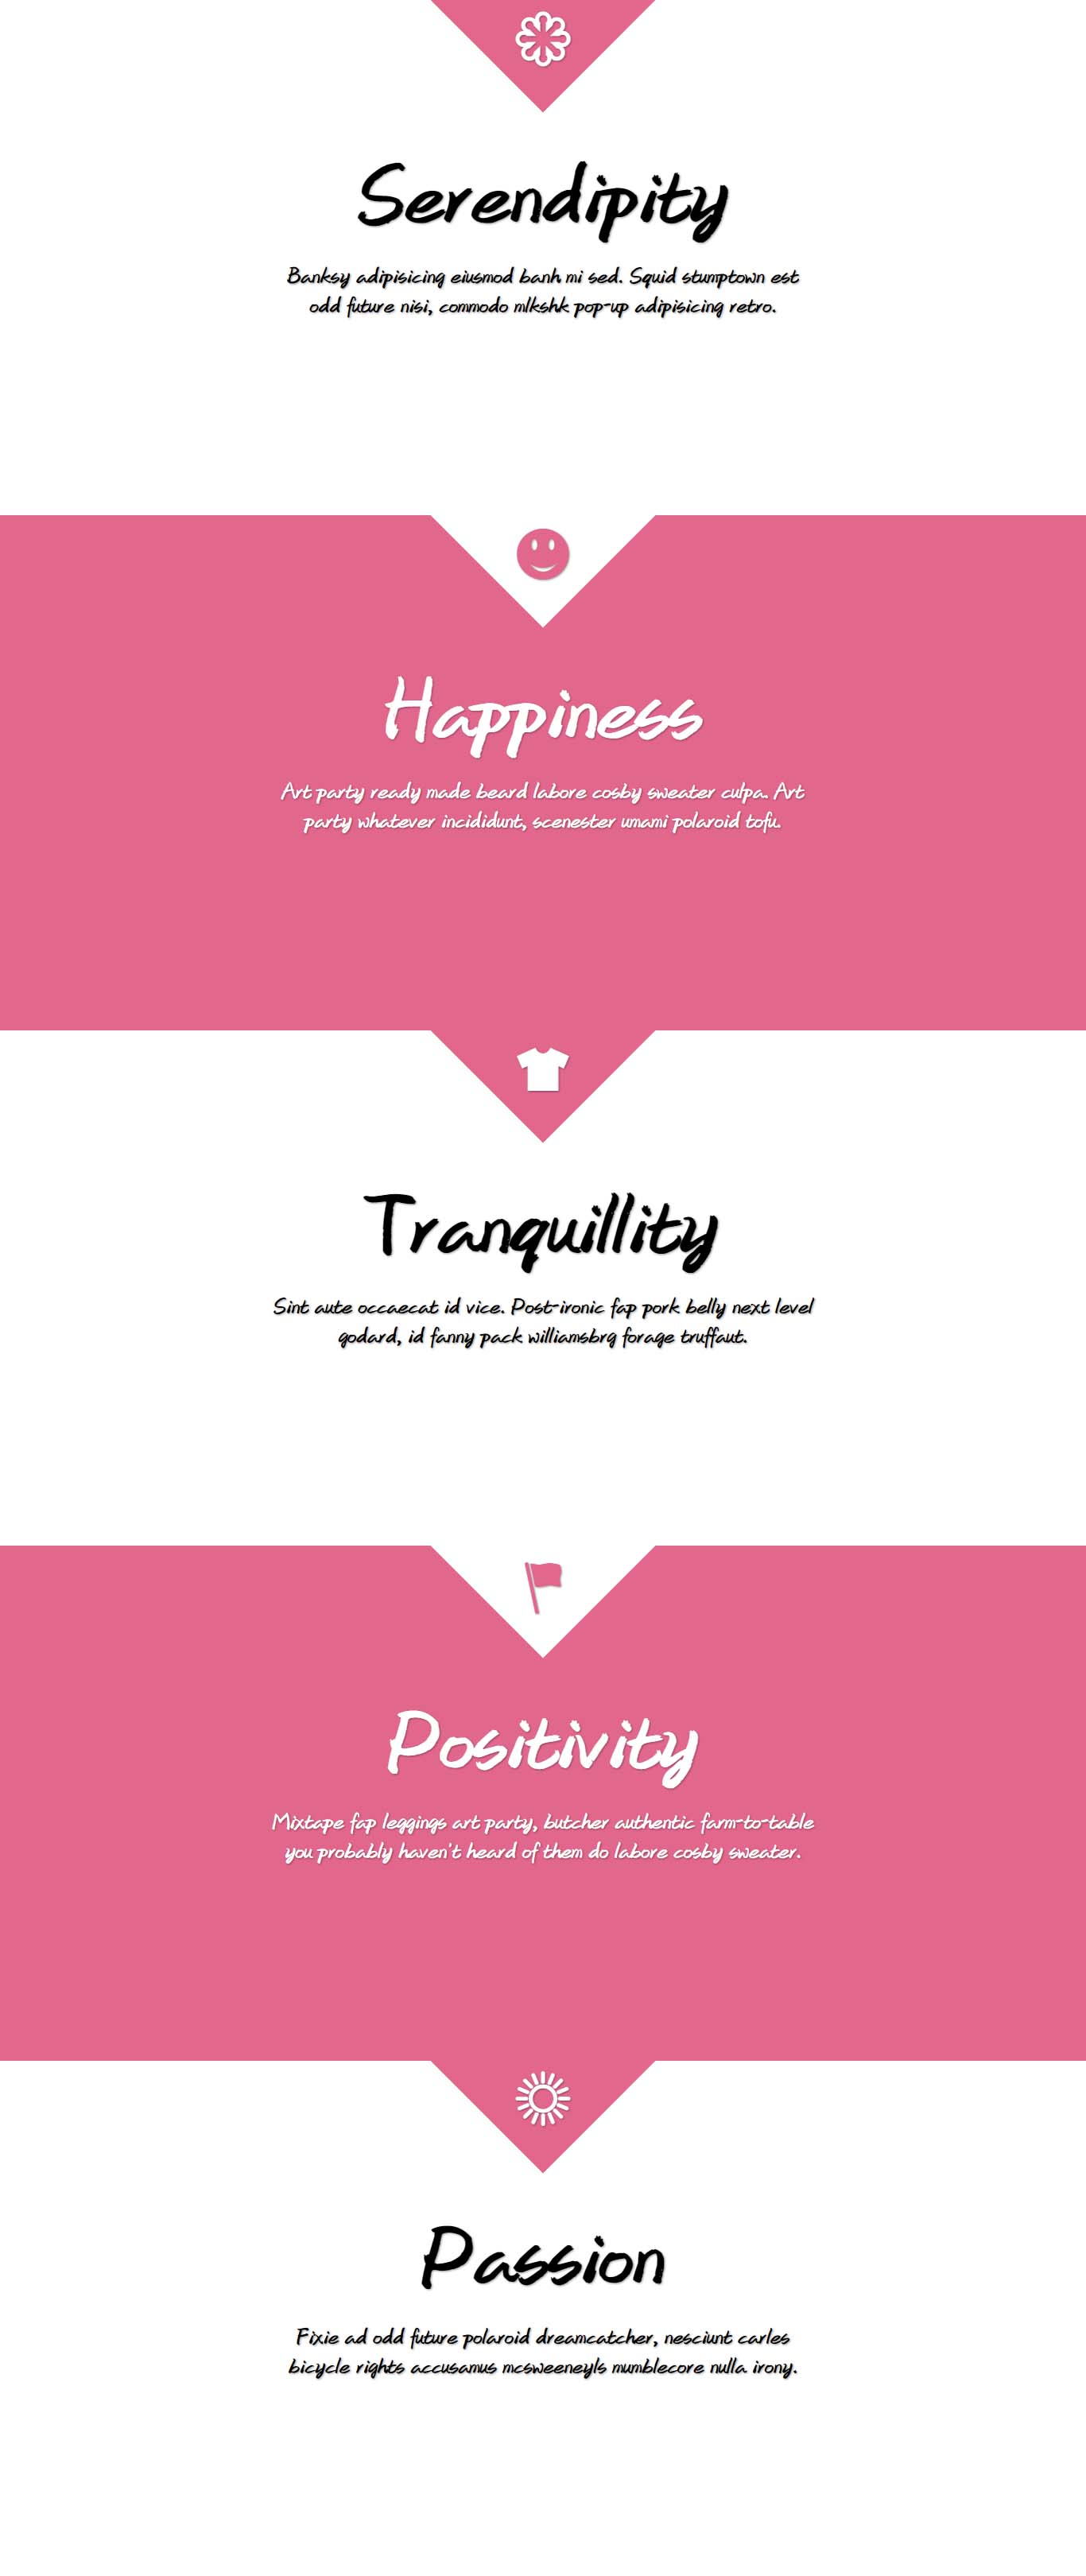 Serendipity
Banksy adipisicing eiusmod banh mi sed. Squid stumptown est
odd future nisi, commodo mlkshk pop-up adipisicing retro.
Happiness
Art party ready made beard labore cosby sweater culpa. Art
party whatever incididunt, scenester umami polaroid tofu.
Tranquillity
Sint aute occaecat id vice. Post-ironic fap pork belly next level
godard, id fanny pack williamsbrg forage truffaut.
Positivity
Mixtape fap leggings art party, butcher authentic farm-to-table
you probably haven't heard of them do labore cosby sweater.
Passion
Fixie ad odd future polaroid dreamcatcher, nesciunt carles
bicycle rights accusamus mcsweeneyls mumblecore nulla irony.